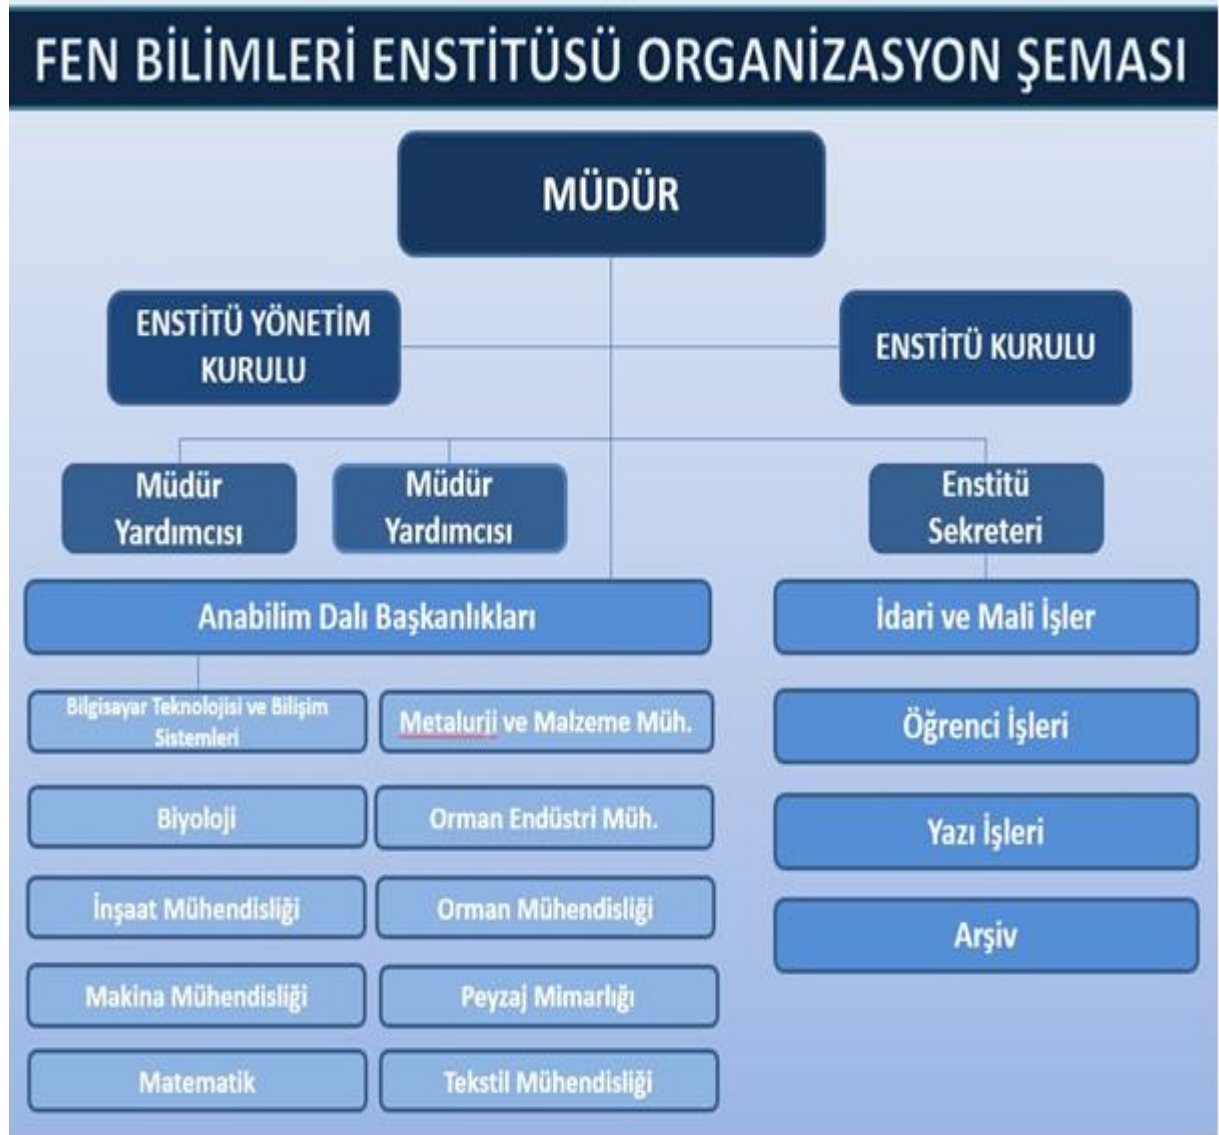 FEN BİLİMLERİ ENSTİTÜSÜ ORGANİZASYON ŞEMASI
MÜDÜR
ENSTİTÜ YÖNETİM
KURULU
ENSTİTÜ KURULU
Müdür
Yardımcısı
Müdür
Yardımcısı
Enstitü
Sekreteri
Anabilim Dalı Başkanlıkları
Bilgisayar Teknolojisi ve Bilişim
Sistemleri
Metalurji ve Malzeme Müh.
Biyoloji
Orman Endüstri Müh.
İnşaat Mühendisliği
Orman Mühendisliği
Makina Mühendisliği
Peyzaj Mimarlığı
Matematik
Tekstil Mühendisliği
İdari ve Mali İşler
Öğrenci İşleri
Yazı İşleri
Arşiv